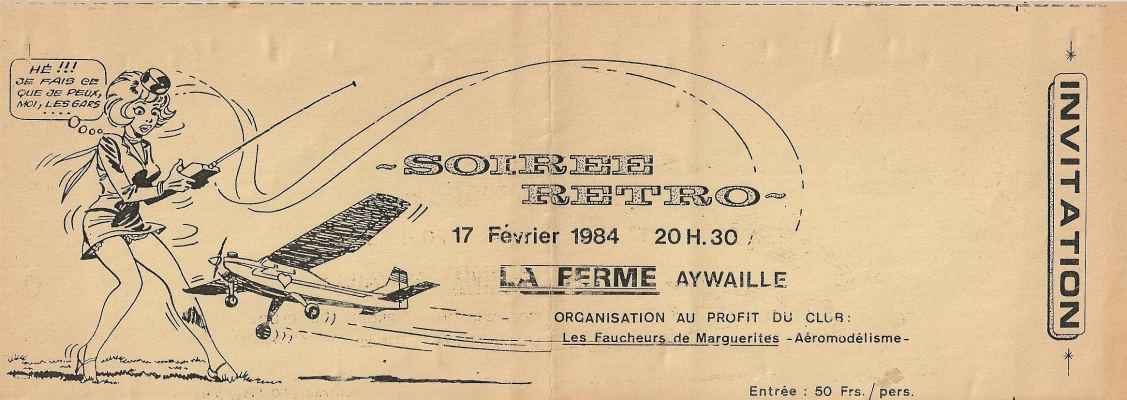 HÉ !!!
JE FAIS CE
QUE JE PEUX,
MOI, LES GARS
....
~SOIREE
RETRO~
17 Février 1984 20 H.30
LA FERME AYWAILLE
ORGANISATION AU PROFIT DU CLUB:
Les Faucheurs de Marguerites -Aéromodélisme-
Entrée : 50 Frs./pers.
INVITATION